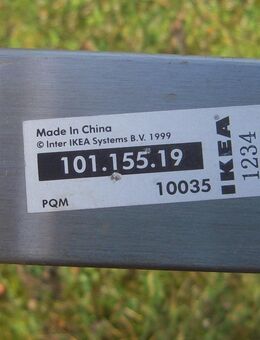 Made In China
© Inter IKEA Systems B.V. 1999
101.155.19
10035
PQM
IKEA
1234